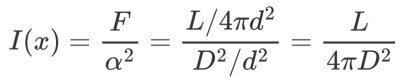 I(x) = F/α² = (L/4πd²)/(D²/d²) = L/4πD²